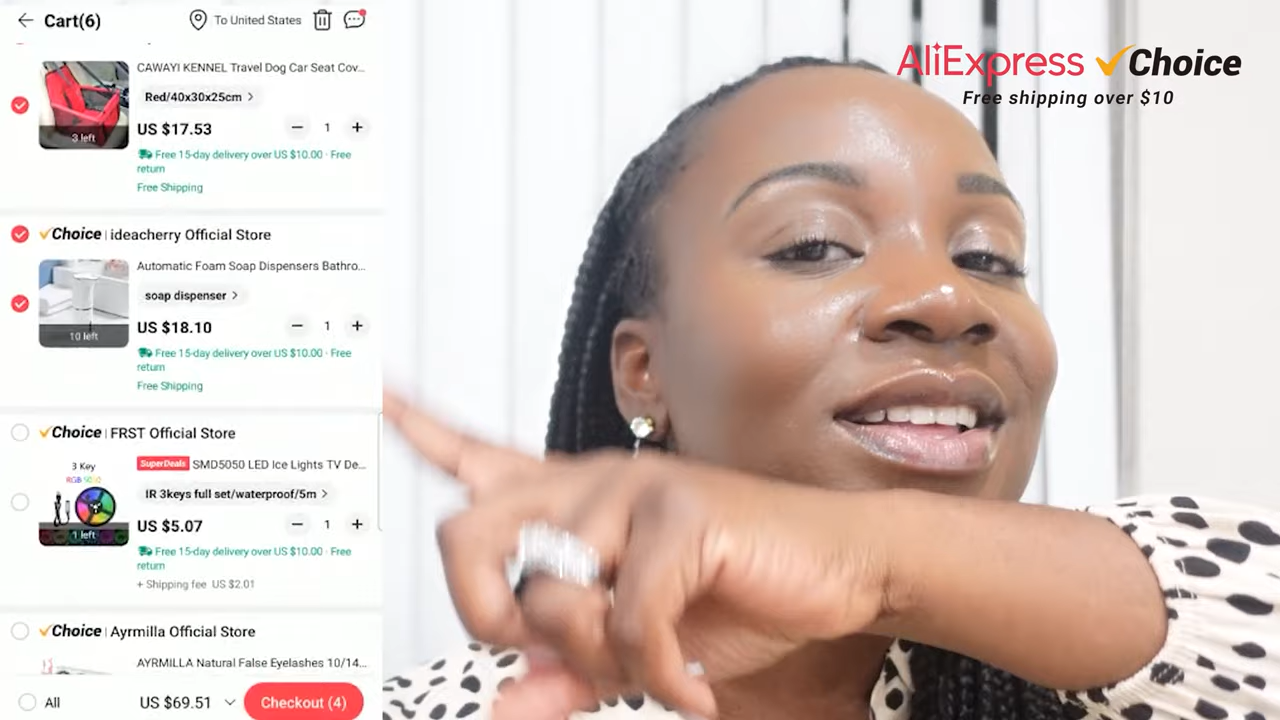 Cart(6)
To United States
CAWAYI KENNEL Travel Dog Car Seat Cov...
Red/40x30x25cm >
3 left
US $17.53
− 1 +
Free 15-day delivery over US $10.00 · Free
return
Free Shipping
Choice | ideacherry Official Store
Automatic Foam Soap Dispensers Bathro...
soap dispenser >
10 left
US $18.10
− 1 +
Free 15-day delivery over US $10.00 · Free
return
Free Shipping
Choice | FRST Official Store
3 Key
RGB 5050
SuperDeals SMD5050 LED Ice Lights TV De...
IR 3keys full set/waterproof/5m >
1 left
US $5.07
− 1 +
Free 15-day delivery over US $10.00 · Free
return
+ Shipping fee US $2.01
Choice | Ayrmilla Official Store
AYRMILLA Natural False Eyelashes 10/14...
All
US $69.51
Checkout (4)
AliExpress Choice
Free shipping over $10